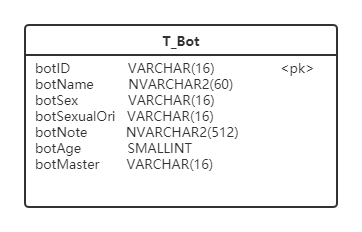 T_Bot
botID VARCHAR(16) <pk>
botName NVARCHAR2(60)
botSex VARCHAR(16)
botSexualOri VARCHAR(16)
botNote NVARCHAR2(512)
botAge SMALLINT
botMaster VARCHAR(16)